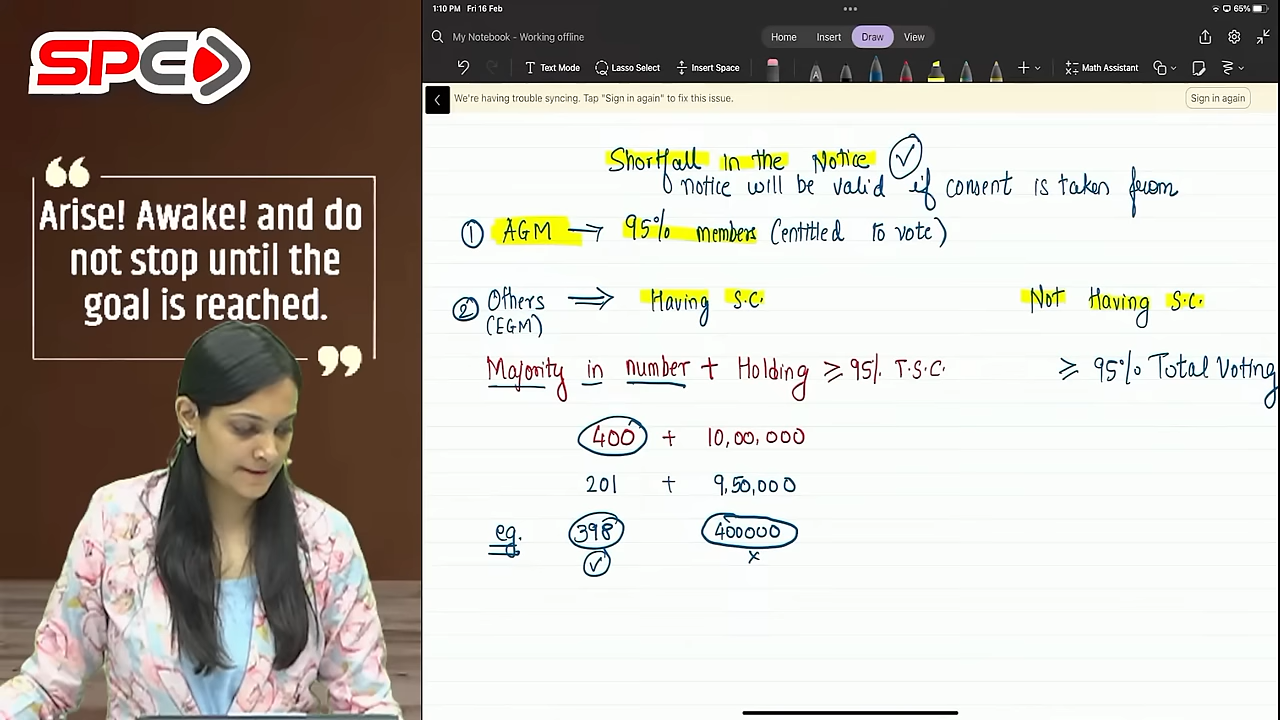 1:10 PM Fri 16 Feb
65%
SPC
My Notebook - Working offline
Home Insert Draw View
Text Mode Lasso Select Insert Space Math Assistant
We're having trouble syncing. Tap "Sign in again" to fix this issue.
Sign in again
“
Arise! Awake! and do
not stop until the
goal is reached.
”
Shortfall in the Notice ✓
notice will be valid if consent is taken from
① AGM → 95% members (entitled to vote)
② Others ⇒ Having S.C. Not Having S.C.
(EGM)
Majority in number + Holding ≥ 95% T.S.C. ≥ 95% Total Voting
400 + 10,00,000
201 + 9,50,000
eg. 398 400000
✓ x